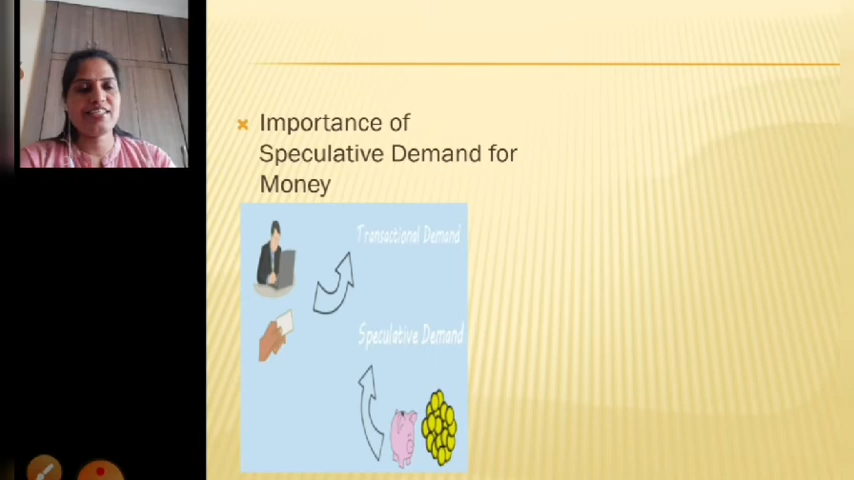 Importance of
Speculative Demand for
Money
Transactional Demand
Speculative Demand